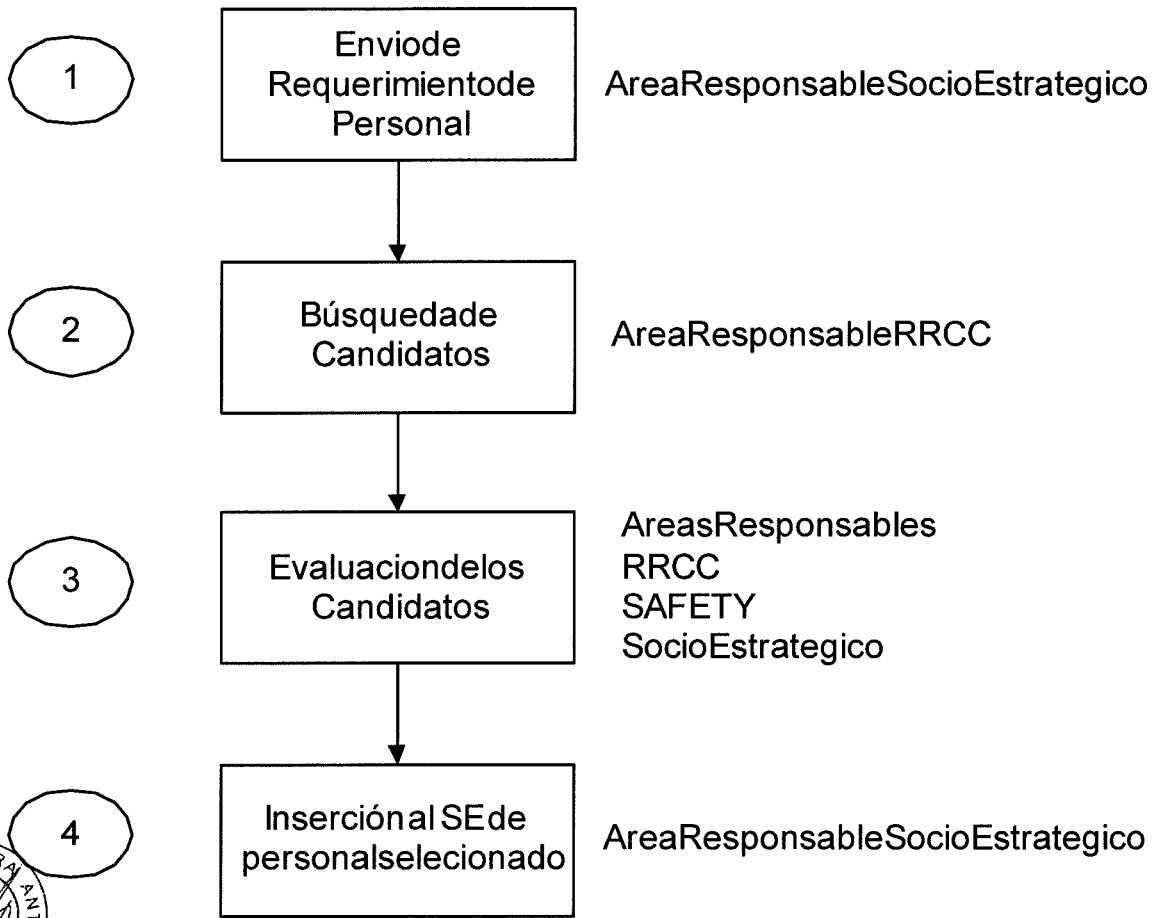 1
Enviode
Requerimientode
Personal
AreaResponsableSocioEstrategico
2
Búsquedade
Candidatos
AreaResponsableRRCC
3
Evaluaciondelos
Candidatos
AreasResponsables
RRCC
SAFETY
SocioEstrategico
4
Inserciónal SEde
personalselecionado
AreaResponsableSocioEstrategico